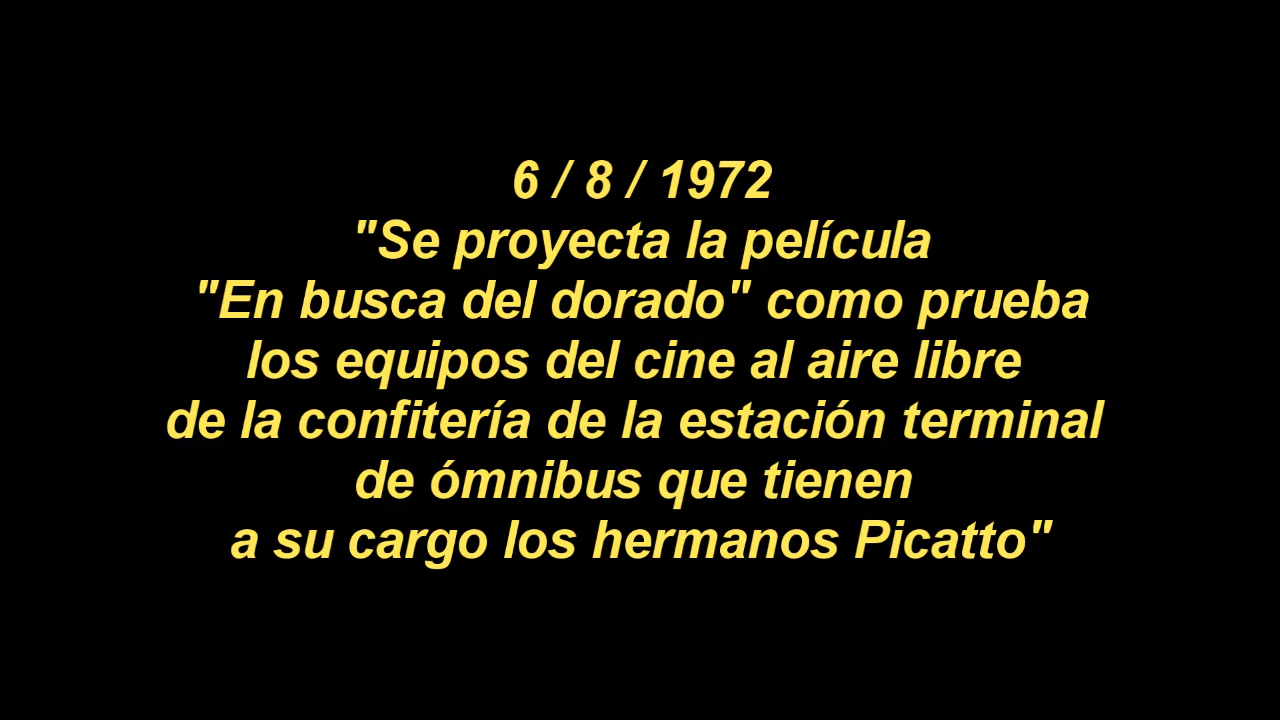 6 / 8 / 1972
"Se proyecta la película
"En busca del dorado" como prueba
los equipos del cine al aire libre
de la confitería de la estación terminal
de ómnibus que tienen
a su cargo los hermanos Picatto"